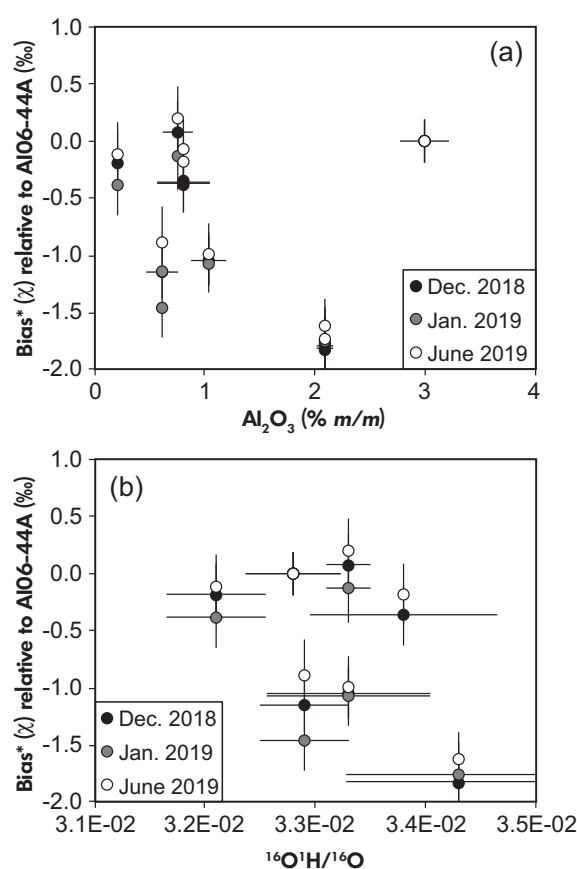 (a)
Bias* (χ) relative to Al06-44A (‰)
1.0
0.5
0.0
-0.5
-1.0
-1.5
-2.0
Dec. 2018
Jan. 2019
June 2019
0 1 2 3 4
Al₂O₃ (% m/m)
(b)
Bias* (χ) relative to Al06-44A (‰)
1.0
0.5
0.0
-0.5
-1.0
-1.5
-2.0
Dec. 2018
Jan. 2019
June 2019
3.1E-02 3.2E-02 3.3E-02 3.4E-02 3.5E-02
¹⁶O¹H/¹⁶O